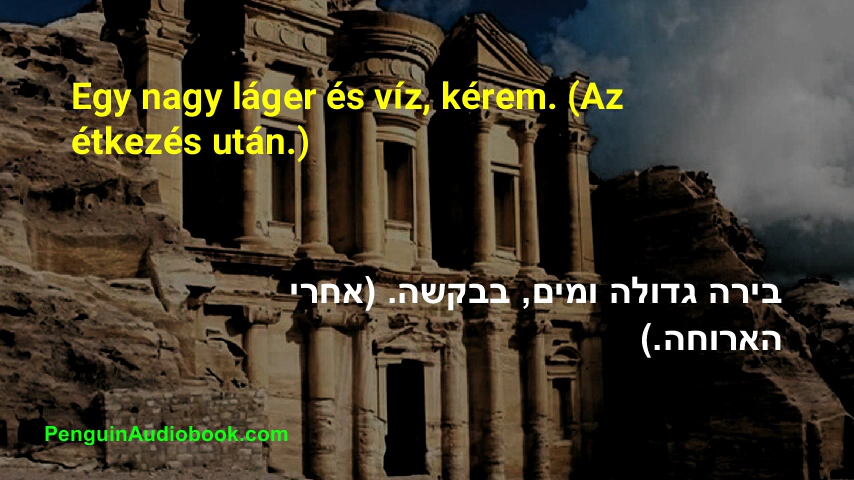 Egy nagy láger és víz, kérem. (Az
étkezés után.)
בירה גדולה ומים, בבקשה. (אחרי
הארוחה.)
PenguinAudiobook.com